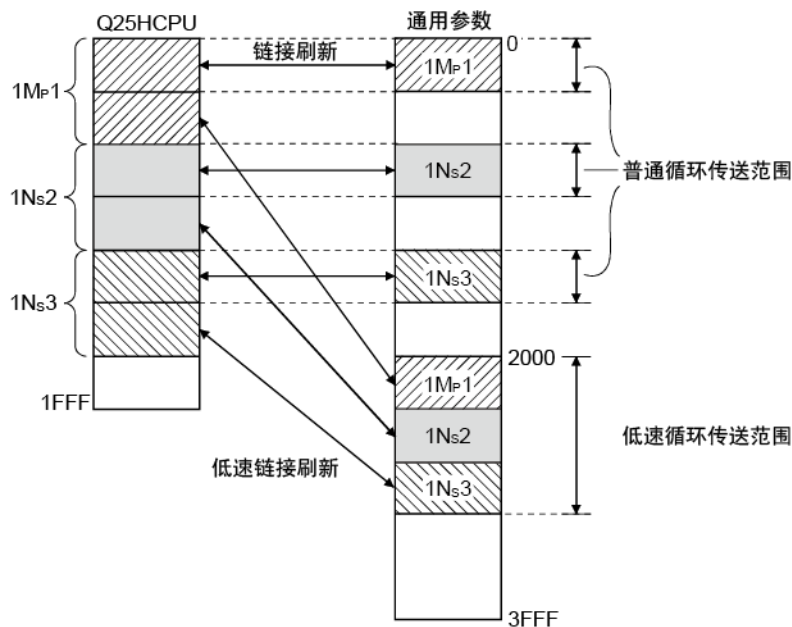 Q25HCPU
通用参数
0
链接刷新
1MP1
1MP1
1NS2
1NS2
普通循环传送范围
1NS3
1NS3
2000
1MP1
1FFF
1NS2
低速循环传送范围
低速链接刷新
1NS3
3FFF